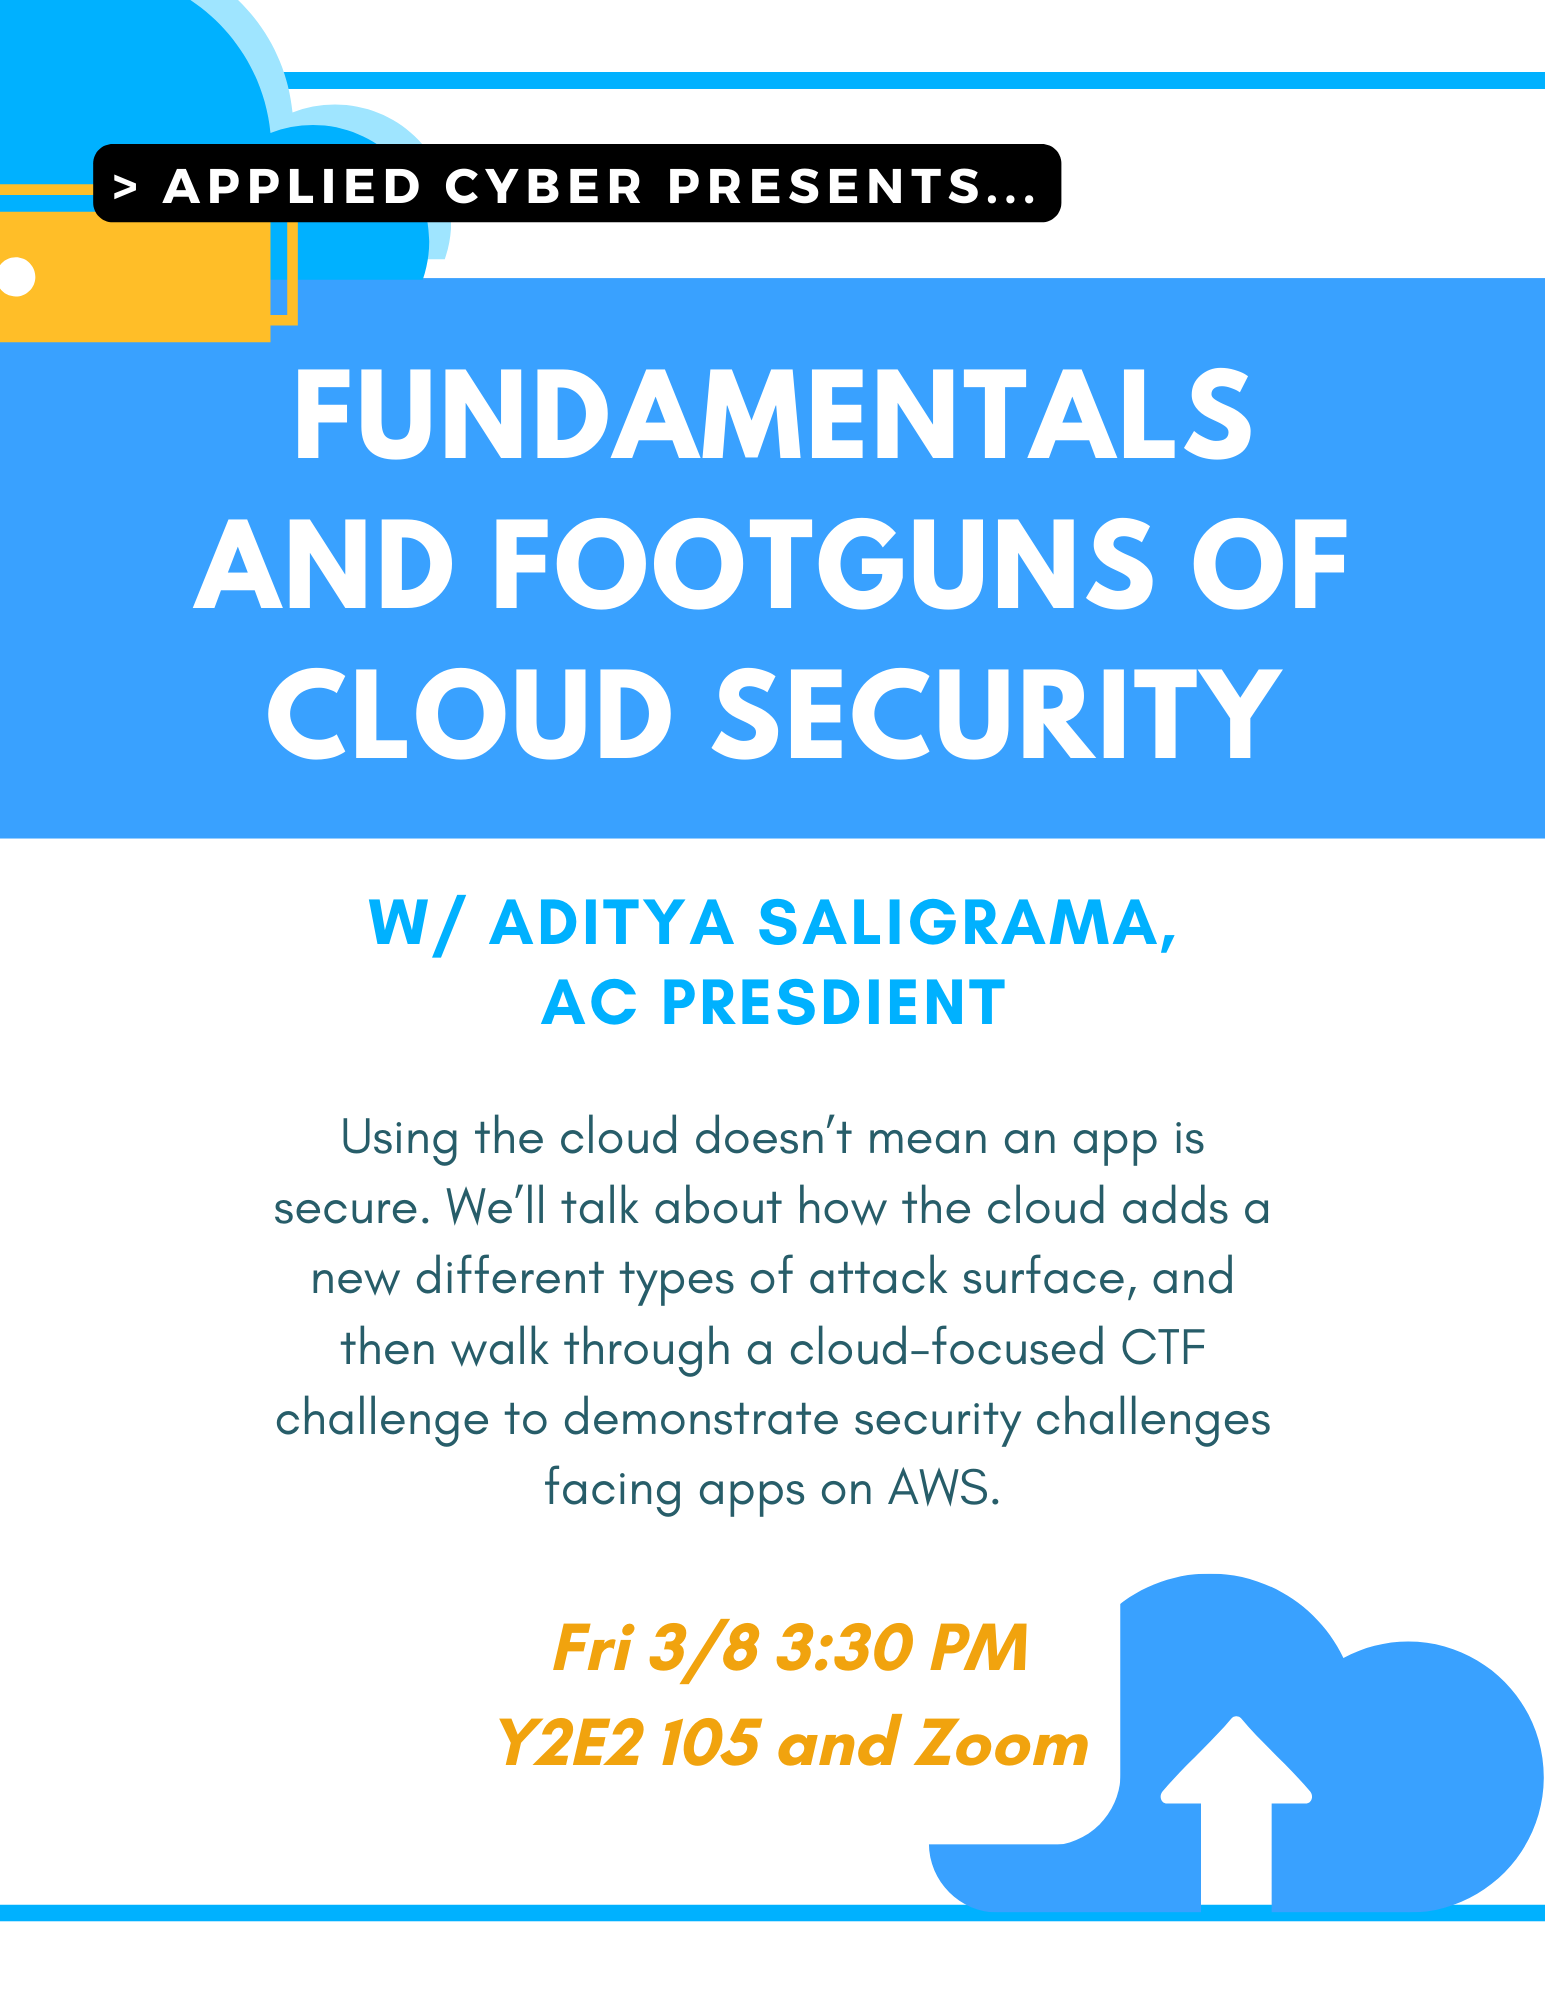 > APPLIED CYBER PRESENTS...
FUNDAMENTALS
AND FOOTGUNS OF
CLOUD SECURITY
W/ ADITYA SALIGRAMA,
AC PRESDIENT
Using the cloud doesn’t mean an app is
secure. We’ll talk about how the cloud adds a
new different types of attack surface, and
then walk through a cloud-focused CTF
challenge to demonstrate security challenges
facing apps on AWS.
Fri 3/8 3:30 PM
Y2E2 105 and Zoom